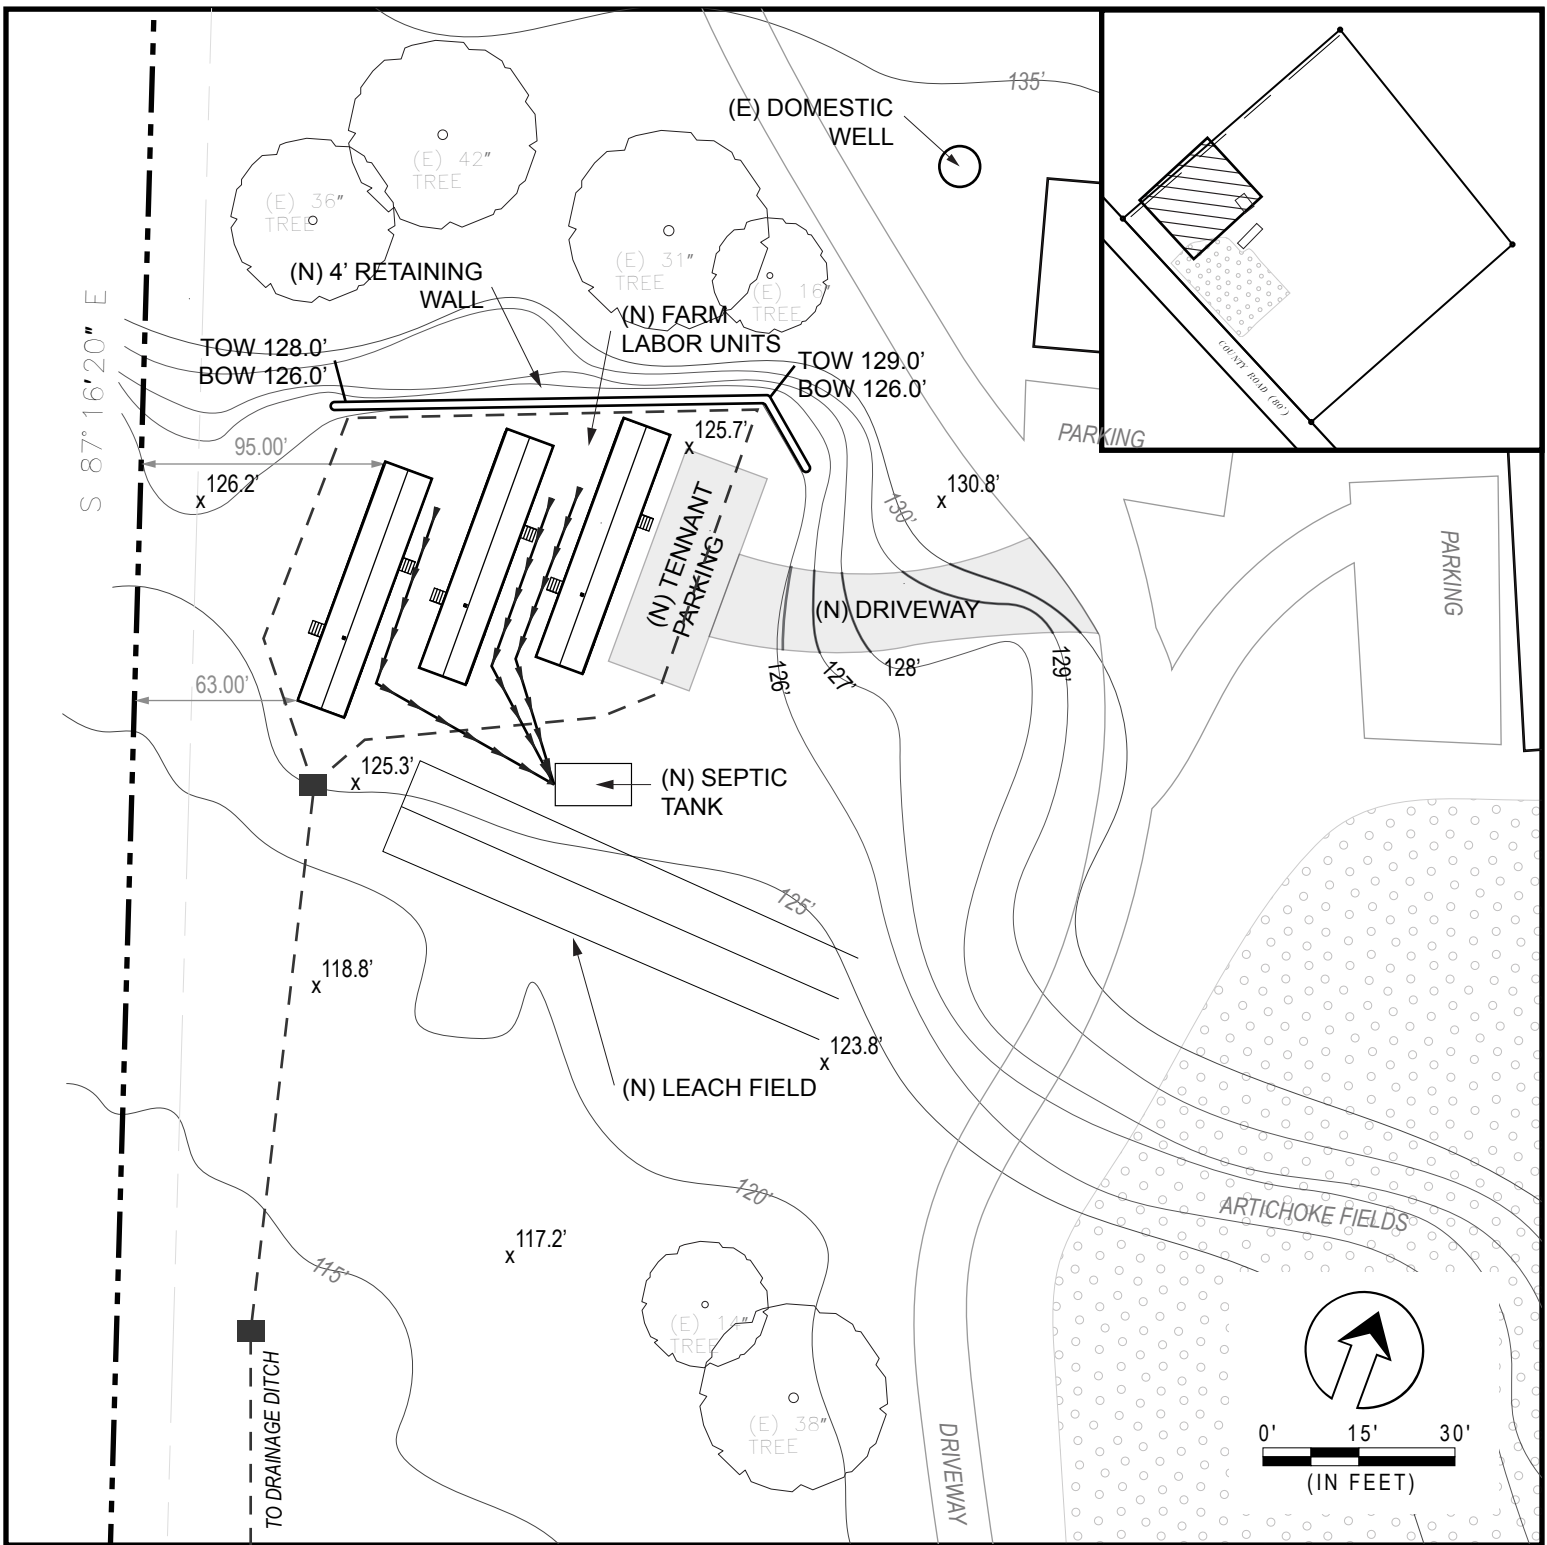 135'
(E) DOMESTIC
WELL
(E) 42"
TREE
(E) 36"
TREE
(E) 31"
TREE
(E) 16"
TREE
(N) 4' RETAINING
WALL
(N) FARM
LABOR UNITS
TOW 128.0'
BOW 126.0'
TOW 129.0'
BOW 126.0'
COUNTY ROAD (80')
S 87°16'20" E
95.00'
x 126.2'
x 125.7'
PARKING
130'
x 130.8'
PARKING
(N) TENNANT
PARKING
(N) DRIVEWAY
126'
127'
128'
129'
63.00'
x 125.3'
(N) SEPTIC
TANK
125'
x 118.8'
x 123.8'
(N) LEACH FIELD
120'
ARTICHOKE FIELDS
x 117.2'
115'
(E) 14"
TREE
(E) 38"
TREE
TO DRAINAGE DITCH
DRIVEWAY
0' 15' 30'
(IN FEET)